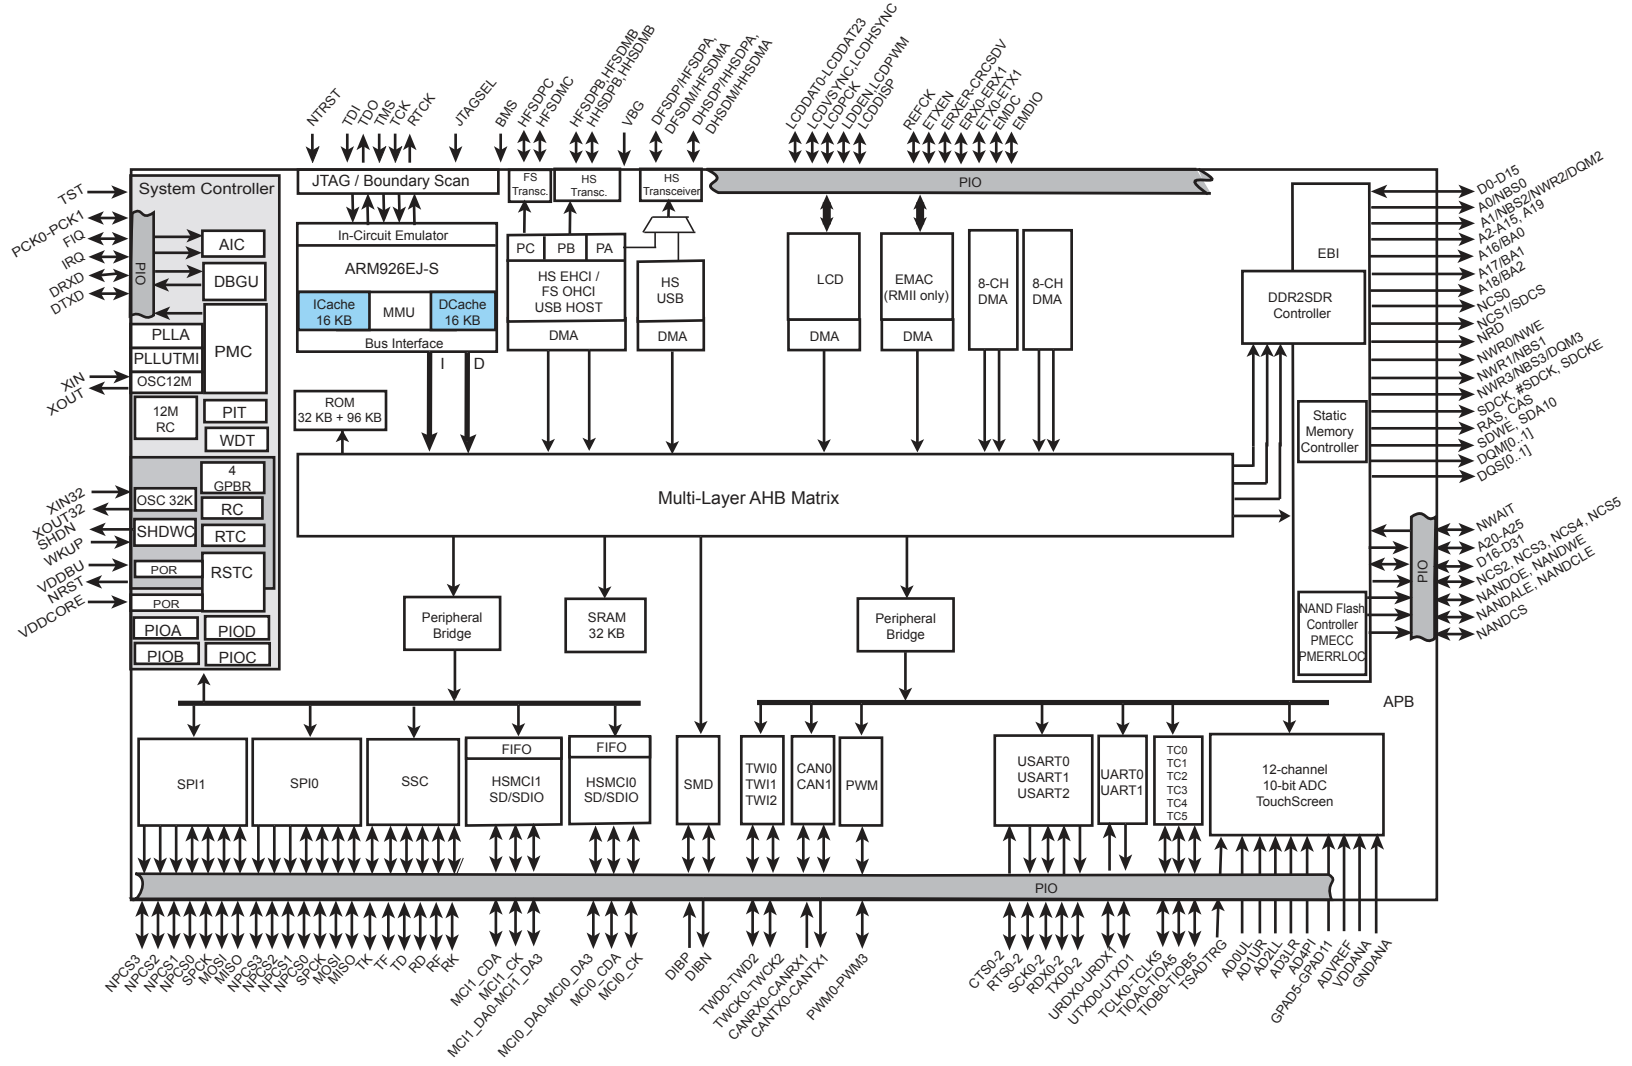 NTRST
TDI
TDO
TMS
TCK
RTCK
JTAGSEL
BMS
HFSDPC
HFSDMC
HFSDPB,HFSDMB
HHSDPB,HHSDMB
VBG
DFSDP/HFSDPA,
DFSDM/HFSDMA
DHSDP/HHSDPA,
DHSDM/HHSDMA
LCDDAT0-LCDDAT23
LCDVSYNC,LCDHSYNC
LCDPCK
LDDEN,LCDPWM
LCDDISP
REFCK
ETXEN
ERXER-CRCSDV
ERX0-ERX1
ETX0-ETX1
EMDC
EMDIO
TST
PCK0-PCK1
FIQ
IRQ
DRXD
DTXD
XIN
XOUT
XIN32
XOUT32
SHDN
WKUP
VDDBU
NRST
VDDCORE
System Controller
PIO
AIC
DBGU
PMC
PLLA
PLLUTMI
OSC12M
12M
RC
PIT
WDT
4
GPBR
OSC 32K
RC
SHDWC
RTC
POR
RSTC
POR
PIOA
PIOD
PIOB
PIOC
JTAG / Boundary Scan
In-Circuit Emulator
ARM926EJ-S
ICache
16 KB
MMU
DCache
16 KB
Bus Interface
I
D
ROM
32 KB + 96 KB
FS
Transc.
HS
Transc.
HS
Transceiver
PC
PB
PA
HS EHCI /
FS OHCI
USB HOST
DMA
HS
USB
DMA
PIO
LCD
DMA
EMAC
(RMII only)
DMA
8-CH
DMA
8-CH
DMA
EBI
DDR2SDR
Controller
Static
Memory
Controller
NAND Flash
Controller
PMECC
PMERRLOC
PIO
D0-D15
A0/NBS0
A1/NBS2/NWR2/DQM2
A2-A15, A19
A16/BA0
A17/BA1
A18/BA2
NCS0
NCS1/SDCS
NRD
NWR0/NWE
NWR1/NBS1
NWR3/NBS3/DQM3
SDCK, #SDCK, SDCKE
RAS, CAS
SDWE, SDA10
DQM[0..1]
DQS[0..1]
NWAIT
A20-A25
D16-D31
NCS2, NCS3, NCS4, NCS5
NANDOE, NANDWE
NANDALE, NANDCLE
NANDCS
Multi-Layer AHB Matrix
Peripheral
Bridge
SRAM
32 KB
Peripheral
Bridge
APB
SPI1
SPI0
SSC
FIFO
HSMCI1
SD/SDIO
FIFO
HSMCI0
SD/SDIO
SMD
TWI0
TWI1
TWI2
CAN0
CAN1
PWM
USART0
USART1
USART2
UART0
UART1
TC0
TC1
TC2
TC3
TC4
TC5
12-channel
10-bit ADC
TouchScreen
PIO
NPCS3
NPCS2
NPCS1
NPCS0
SPCK
MOSI
MISO
NPCS3
NPCS2
NPCS1
NPCS0
SPCK
MOSI
MISO
TK
TF
TD
RD
RF
RK
MCI1_CDA
MCI1_CK
MCI1_DA0-MCI1_DA3
MCI0_DA0-MCI0_DA3
MCI0_CDA
MCI0_CK
DIBP
DIBN
TWD0-TWD2
TWCK0-TWCK2
CANRX0-CANRX1
CANTX0-CANTX1
PWM0-PWM3
CTS0-2
RTS0-2
SCK0-2
RDX0-2
TXD0-2
URDX0-URDX1
UTXD0-UTXD1
TCLK0-TCLK5
TIOA0-TIOA5
TIOB0-TIOB5
TSADTRG
AD0UL
AD1UR
AD2LL
AD3LR
AD4PI
GPAD5-GPAD11
ADVREF
VDDANA
GNDANA